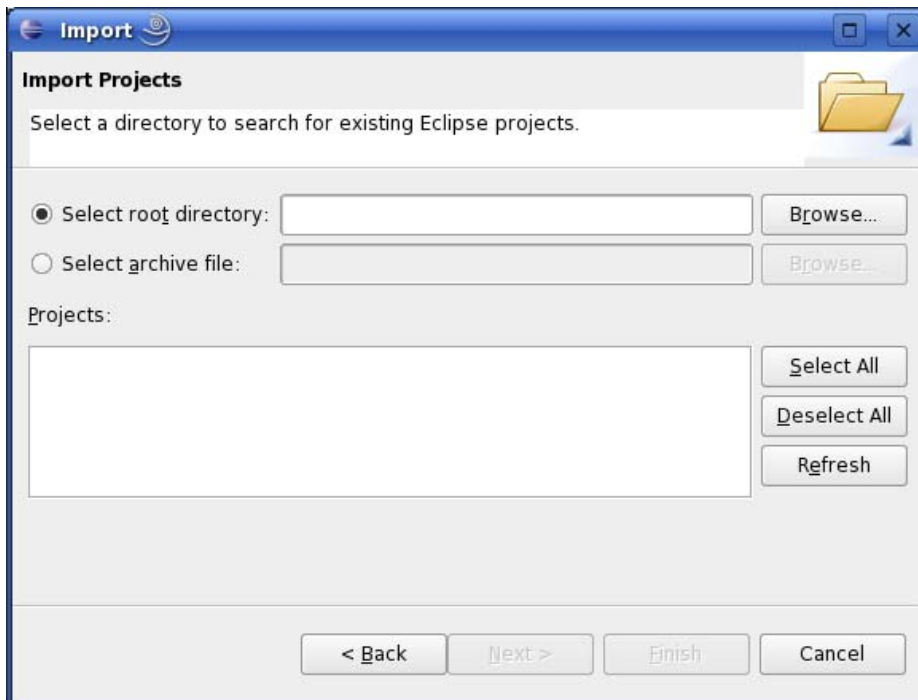 Import
Import Projects
Select a directory to search for existing Eclipse projects.
Select root directory:
Browse...
Select archive file:
Browse...
Projects:
Select All
Deselect All
Refresh
< Back
Next >
Finish
Cancel